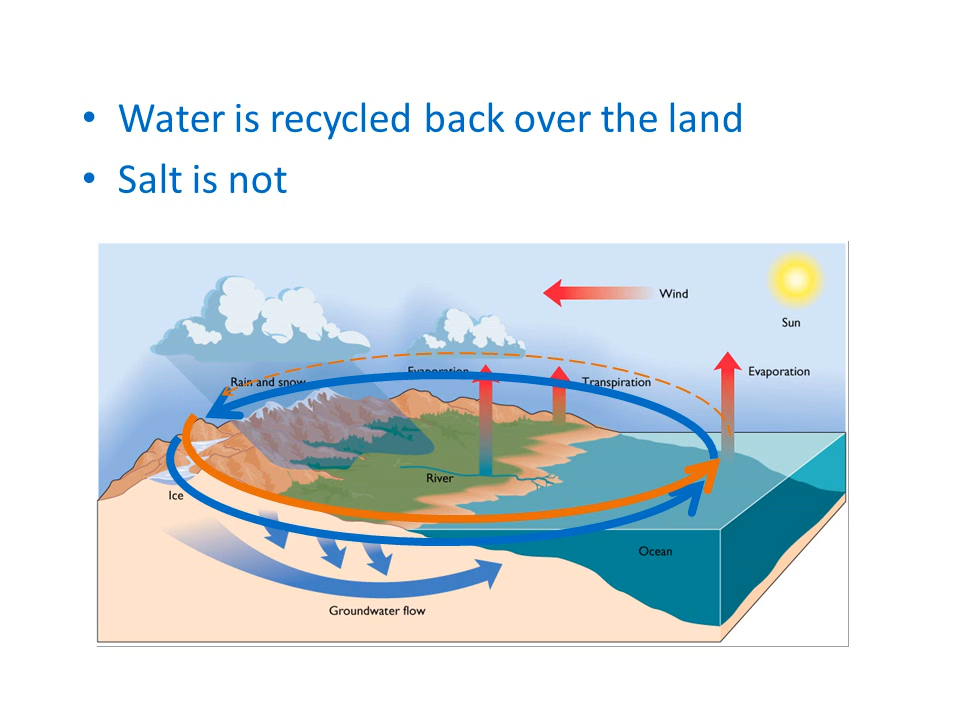 • Water is recycled back over the land
• Salt is not
Wind
Sun
Rain and snow
Evaporation
Transpiration
Evaporation
River
Ice
Ocean
Groundwater flow